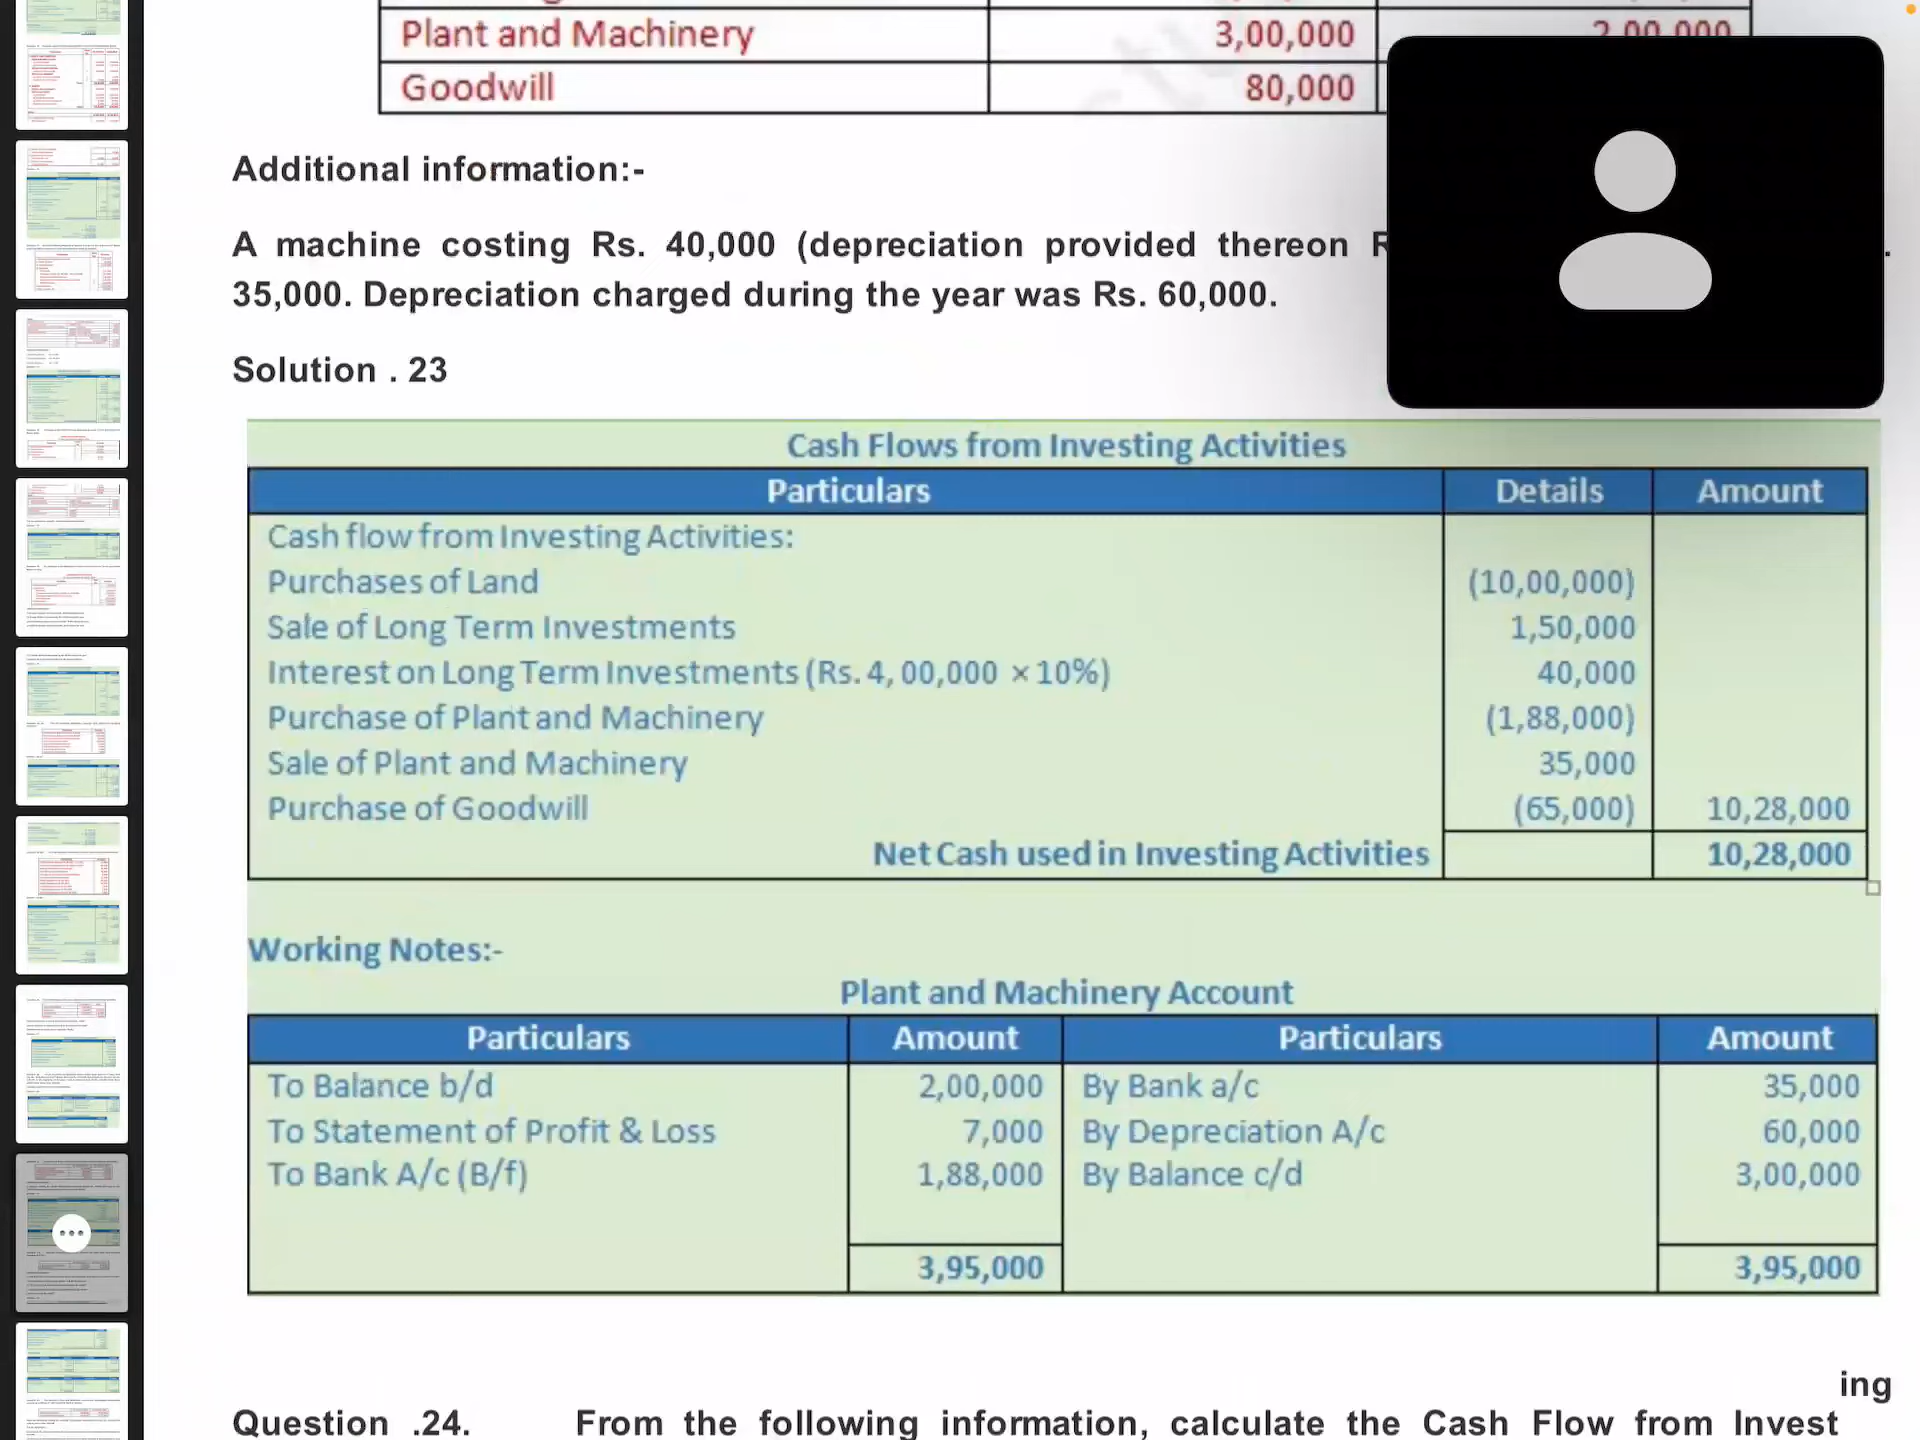 Plant and Machinery 3,00,000 2,00,000
Goodwill 80,000
Additional information:-
A machine costing Rs. 40,000 (depreciation provided thereon
35,000. Depreciation charged during the year was Rs. 60,000.
Solution . 23
Cash Flows from Investing Activities
Particulars Details Amount
Cash flow from Investing Activities:
Purchases of Land (10,00,000)
Sale of Long Term Investments 1,50,000
Interest on Long Term Investments (Rs. 4, 00,000 × 10%) 40,000
Purchase of Plant and Machinery (1,88,000)
Sale of Plant and Machinery 35,000
Purchase of Goodwill (65,000) 10,28,000
Net Cash used in Investing Activities 10,28,000
Working Notes:-
Plant and Machinery Account
Particulars Amount Particulars Amount
To Balance b/d 2,00,000 By Bank a/c 35,000
To Statement of Profit & Loss 7,000 By Depreciation A/c 60,000
To Bank A/c (B/f) 1,88,000 By Balance c/d 3,00,000
3,95,000 3,95,000
ing
Question .24. From the following information, calculate the Cash Flow from Invest